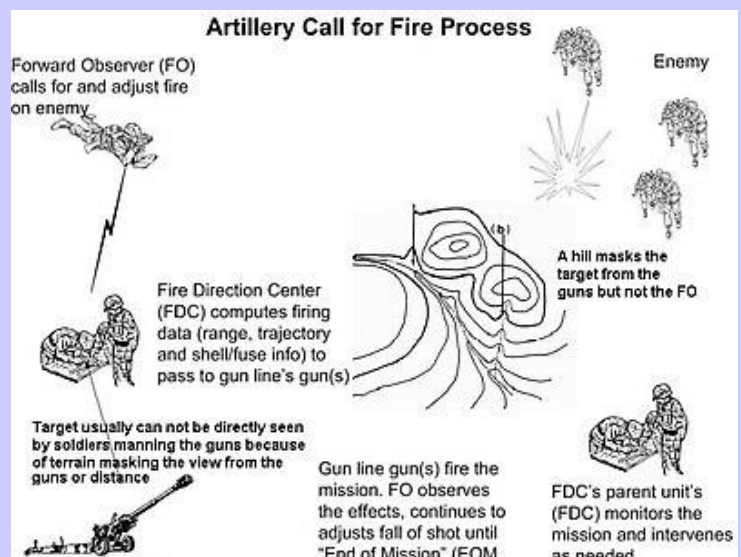 Artillery Call for Fire Process
Forward Observer (FO)
calls for and adjust fire
on enemy
Enemy
(b)
A hill masks the
target from the
guns but not the FO
Fire Direction Center
(FDC) computes firing
data (range, trajectory
and shell/fuse info) to
pass to gun line's gun(s)
Target usually can not be directly seen
by soldiers manning the guns because
of terrain masking the view from the
guns or distance
Gun line gun(s) fire the
mission. FO observes
the effects, continues to
adjusts fall of shot until
"End of Mission" (EOM
FDC's parent unit's
(FDC) monitors the
mission and intervenes
as needed